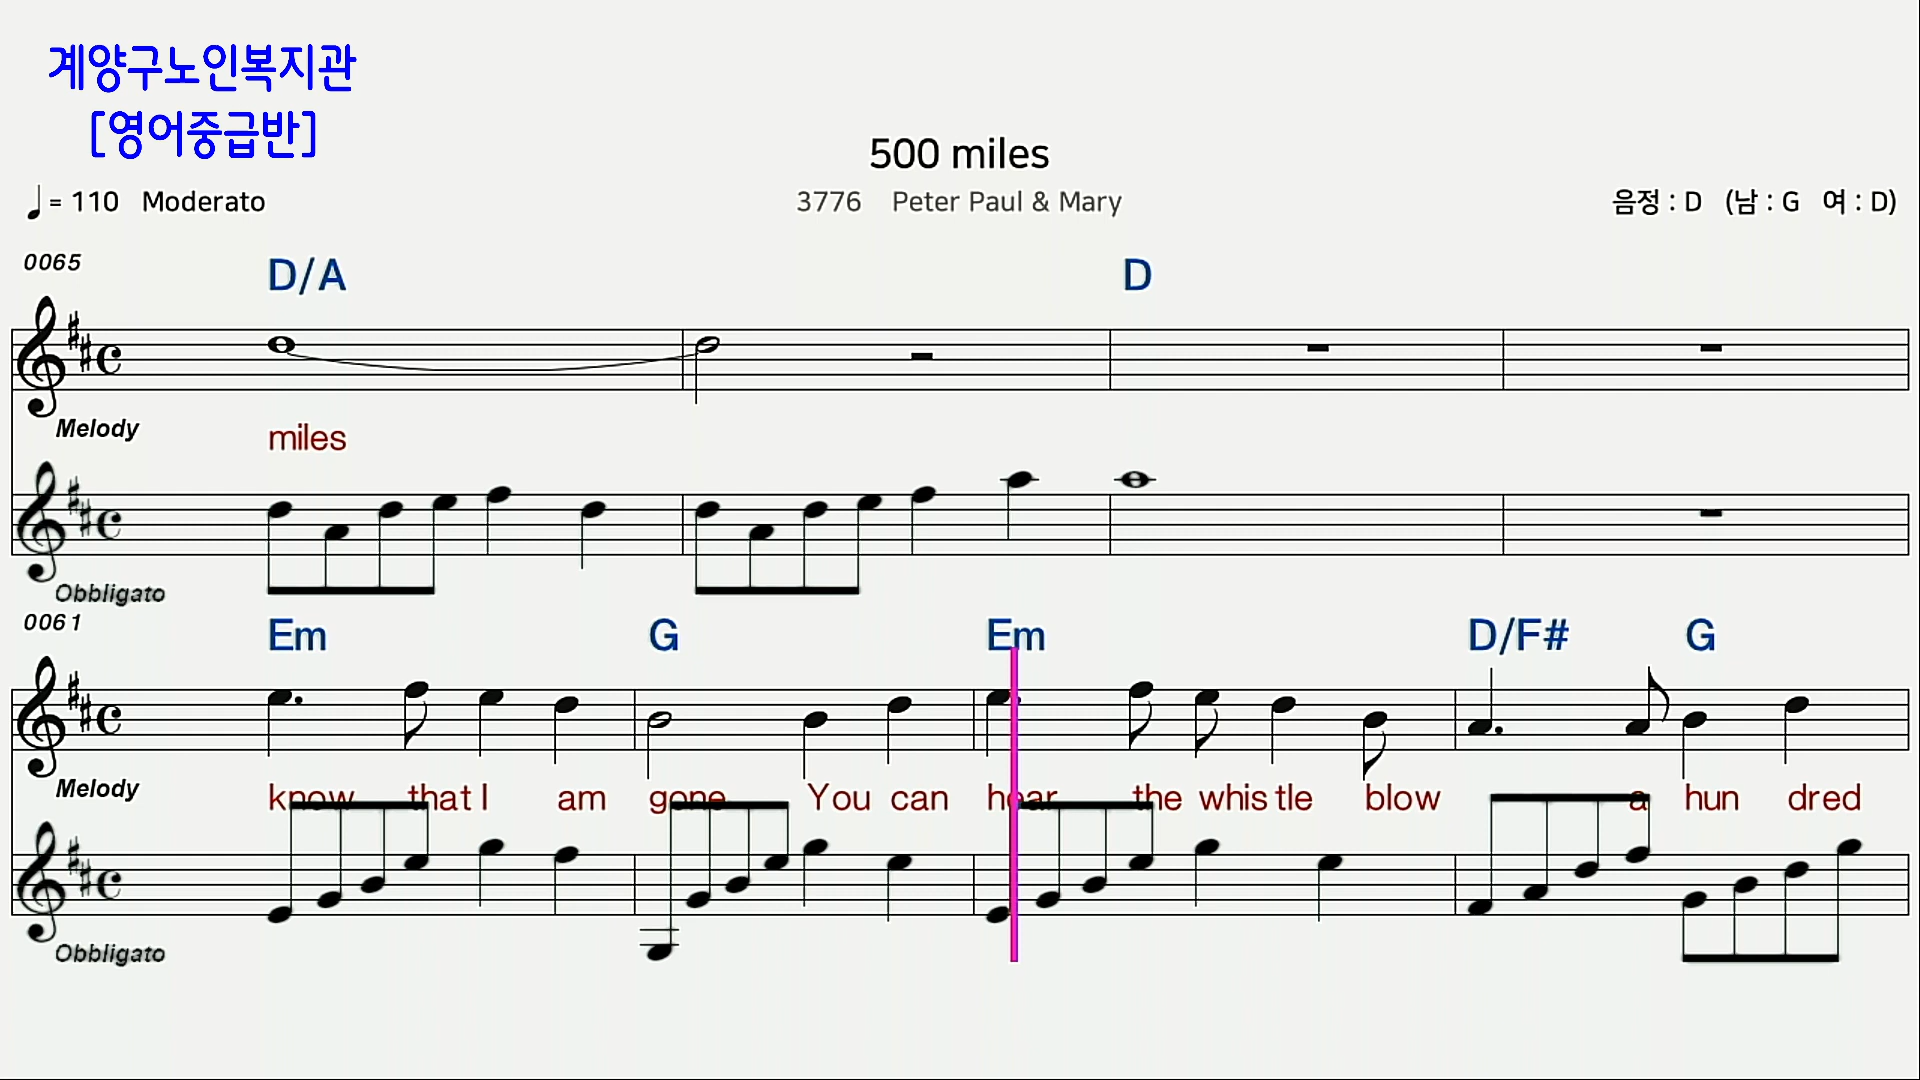 계양구노인복지관
[영어중급반]
500 miles
♩= 110 Moderato
3776 Peter Paul & Mary
음정 : D (남 : G 여 : D)
0065
D/A D
Melody
miles
Obbligato
0061
Em G Em D/F# G
Melody
know that I am gone You can hear the whis tle blow a hun dred
Obbligato